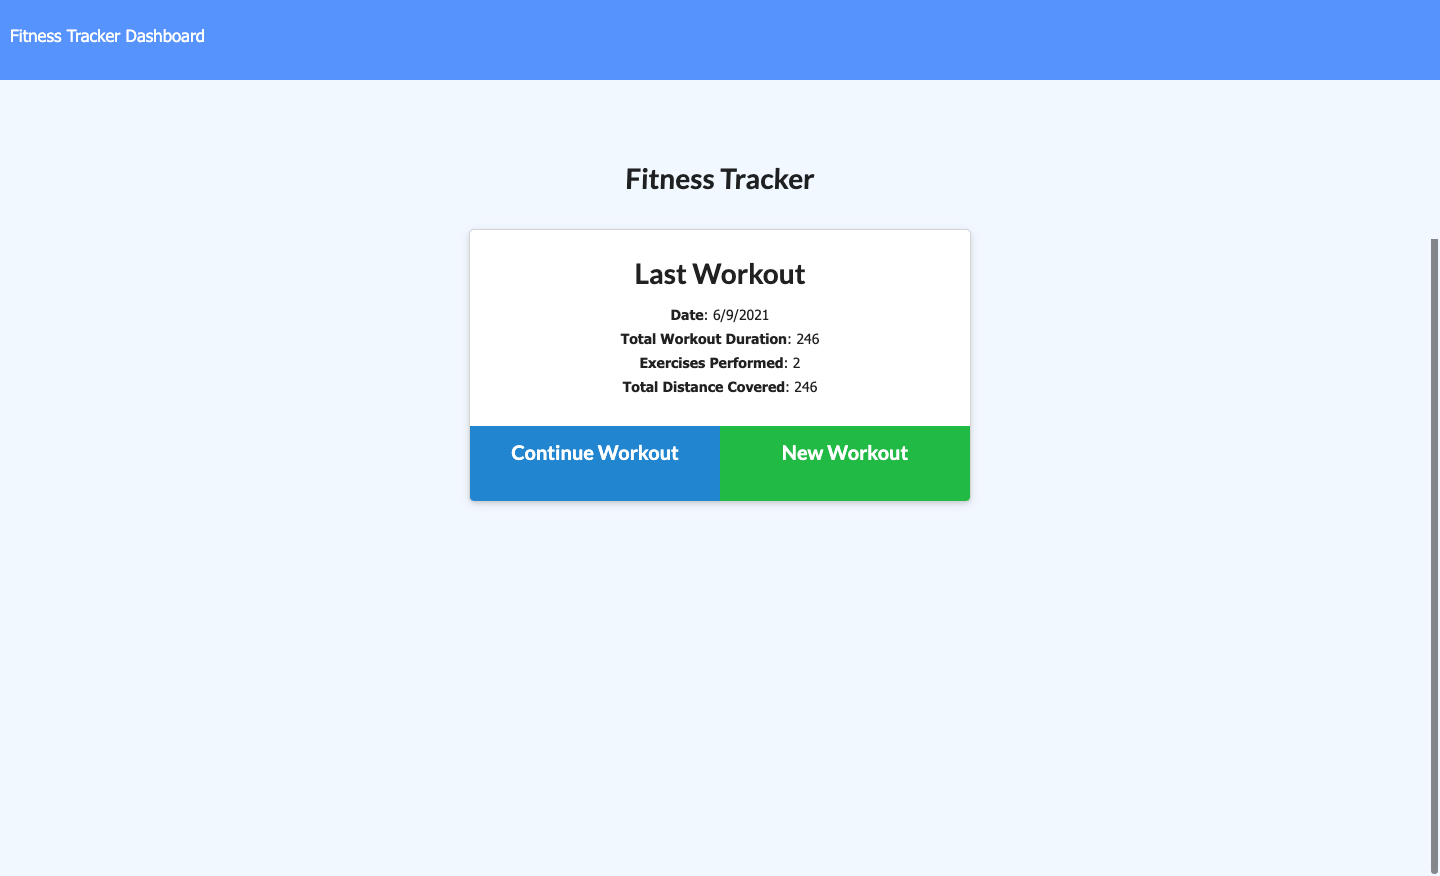 Fitness Tracker Dashboard
Fitness Tracker
Last Workout
Date: 6/9/2021
Total Workout Duration: 246
Exercises Performed: 2
Total Distance Covered: 246
Continue Workout
New Workout